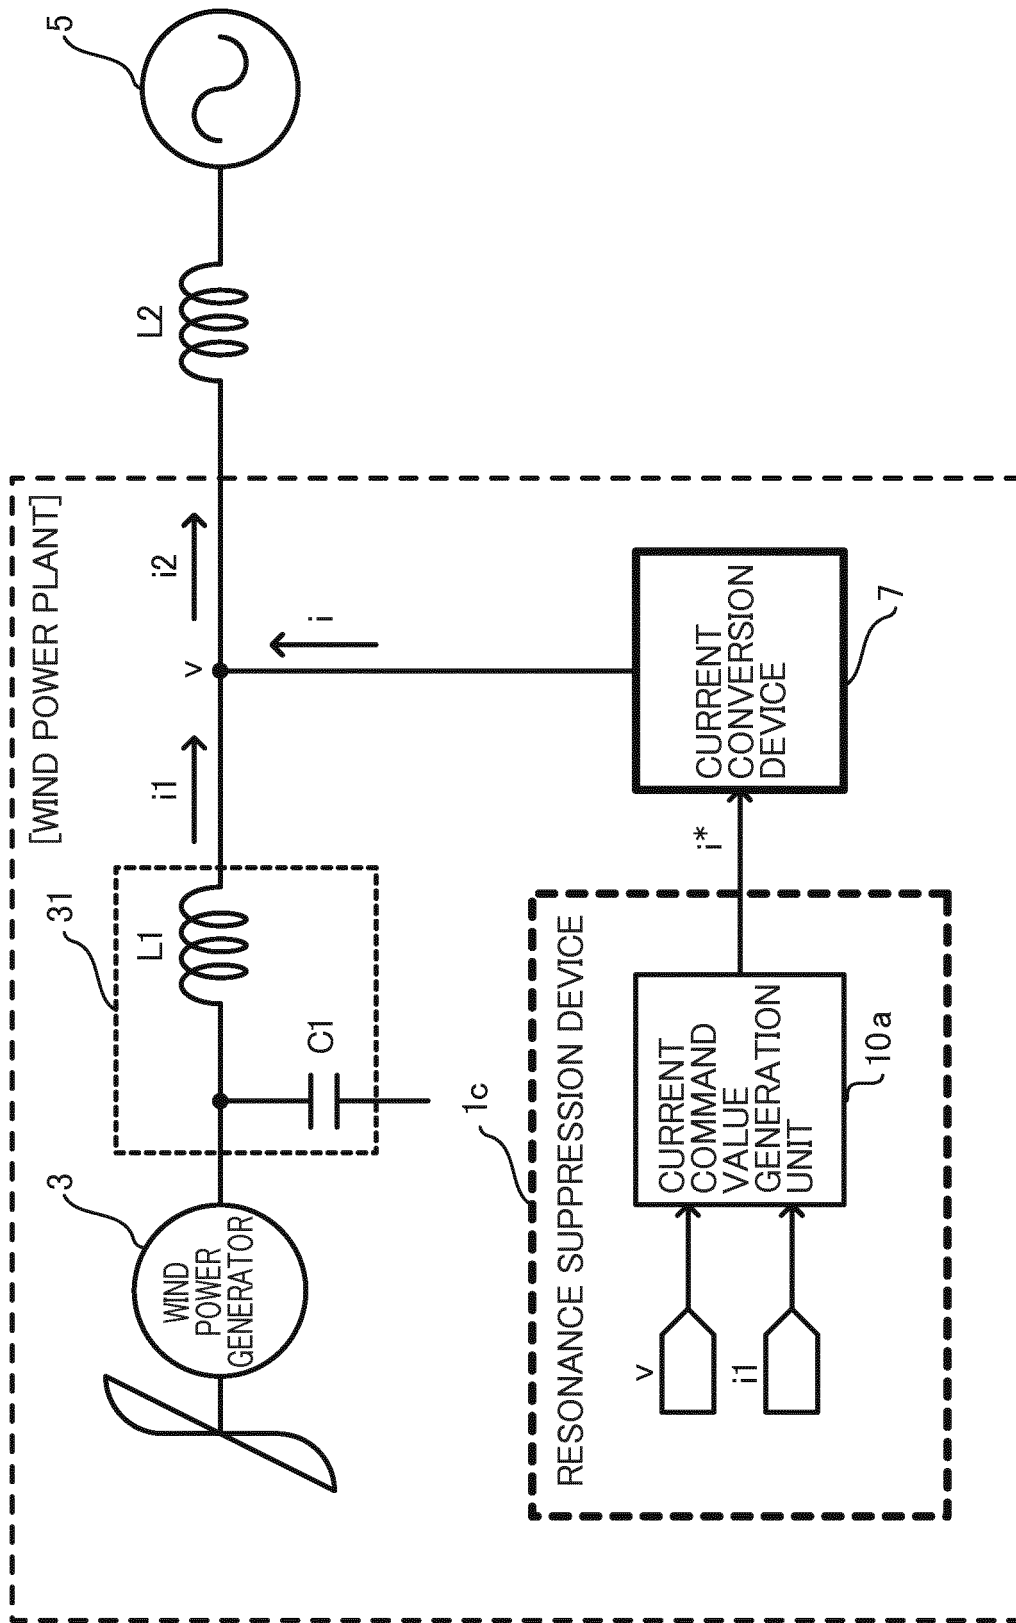 [WIND POWER PLANT]
3
WIND
POWER
GENERATOR
31
L1
C1
i1
v
i2
i
L2
5
1c
RESONANCE SUPPRESSION DEVICE
v
i1
CURRENT
COMMAND
VALUE
GENERATION
UNIT
10a
i*
CURRENT
CONVERSION
DEVICE
7